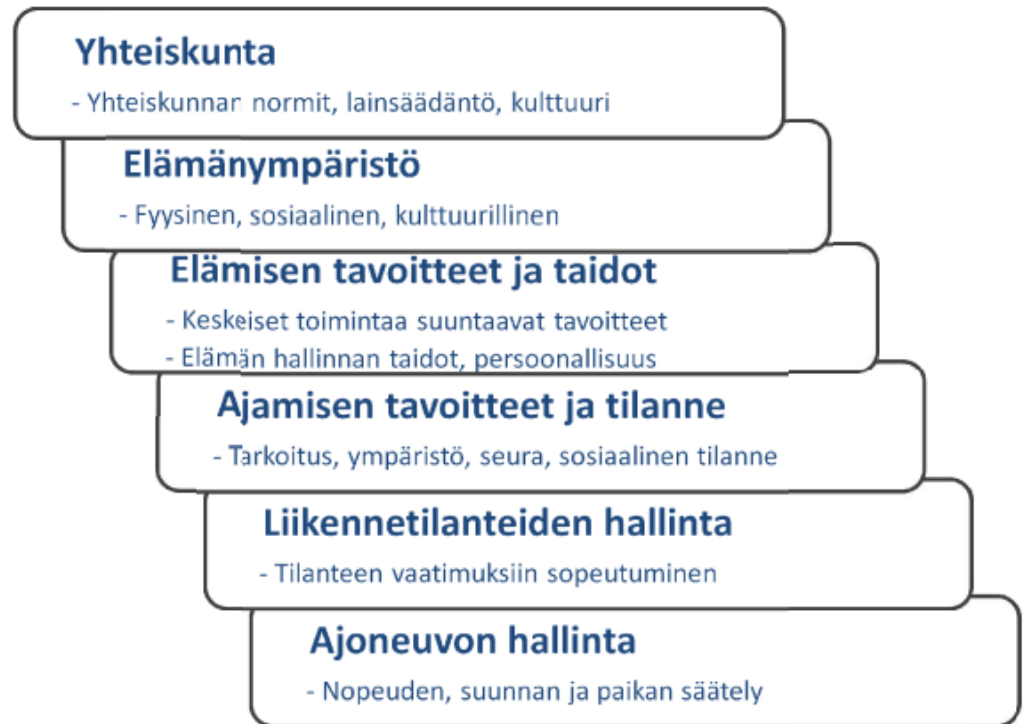 Yhteiskunta
- Yhteiskunnan normit, lainsäädäntö, kulttuuri
Elämänympäristö
- Fyysinen, sosiaalinen, kulttuurillinen
Elämisen tavoitteet ja taidot
- Keskeiset toimintaa suuntaavat tavoitteet
- Elämän hallinnan taidot, persoonallisuus
Ajamisen tavoitteet ja tilanne
- Tarkoitus, ympäristö, seura, sosiaalinen tilanne
Liikennetilanteiden hallinta
- Tilanteen vaatimuksiin sopeutuminen
Ajoneuvon hallinta
- Nopeuden, suunnan ja paikan säätely